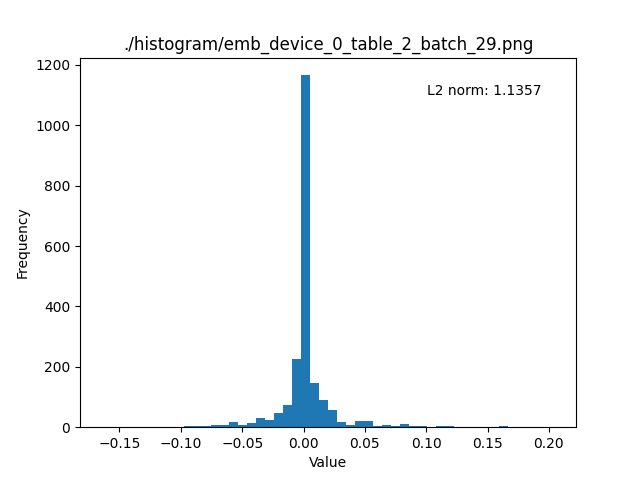 ./histogram/emb_device_0_table_2_batch_29.png
L2 norm: 1.1357
1200
1000
800
600
400
200
0
Frequency
−0.15 −0.10 −0.05 0.00 0.05 0.10 0.15 0.20
Value